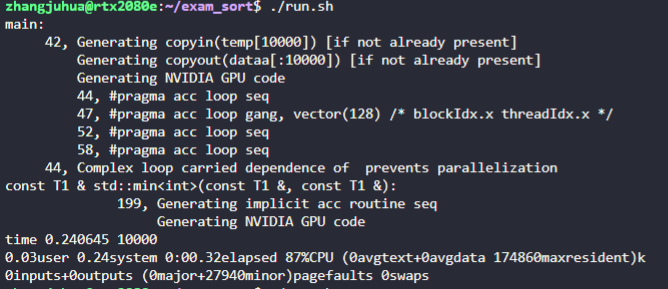 zhangjuhua@rtx2080e:~/exam_sort$ ./run.sh
main:
42, Generating copyin(temp[10000]) [if not already present]
Generating copyout(dataa[:10000]) [if not already present]
Generating NVIDIA GPU code
44, #pragma acc loop seq
47, #pragma acc loop gang, vector(128) /* blockIdx.x threadIdx.x */
52, #pragma acc loop seq
58, #pragma acc loop seq
44, Complex loop carried dependence of  prevents parallelization
const T1 & std::min<int>(const T1 &, const T1 &):
199, Generating implicit acc routine seq
Generating NVIDIA GPU code
time 0.240645 10000
0.03user 0.24system 0:00.32elapsed 87%CPU (0avgtext+0avgdata 174860maxresident)k
0inputs+0outputs (0major+27940minor)pagefaults 0swaps